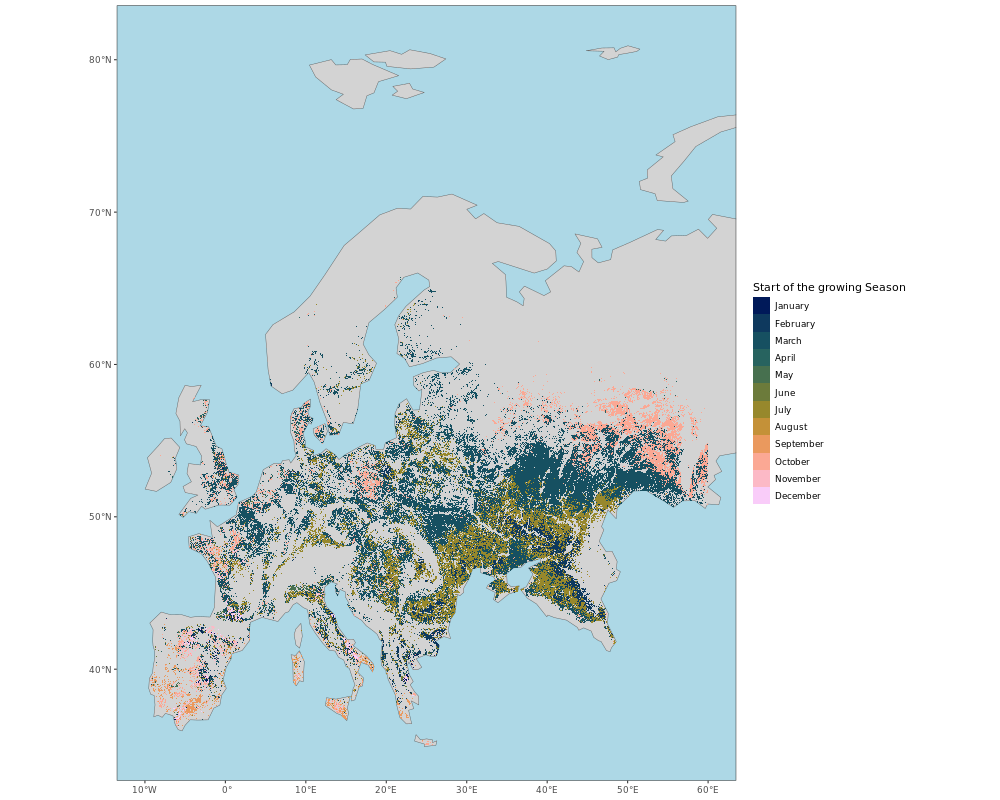 80°N
70°N
60°N
50°N
40°N
10°W
0°
10°E
20°E
30°E
40°E
50°E
60°E
Start of the growing Season
January
February
March
April
May
June
July
August
September
October
November
December